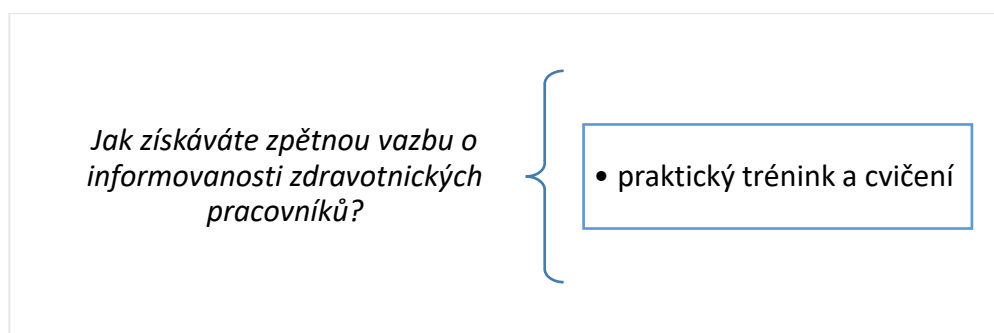 Jak získáváte zpětnou vazbu o
informovanosti zdravotnických
pracovníků?
• praktický trénink a cvičení